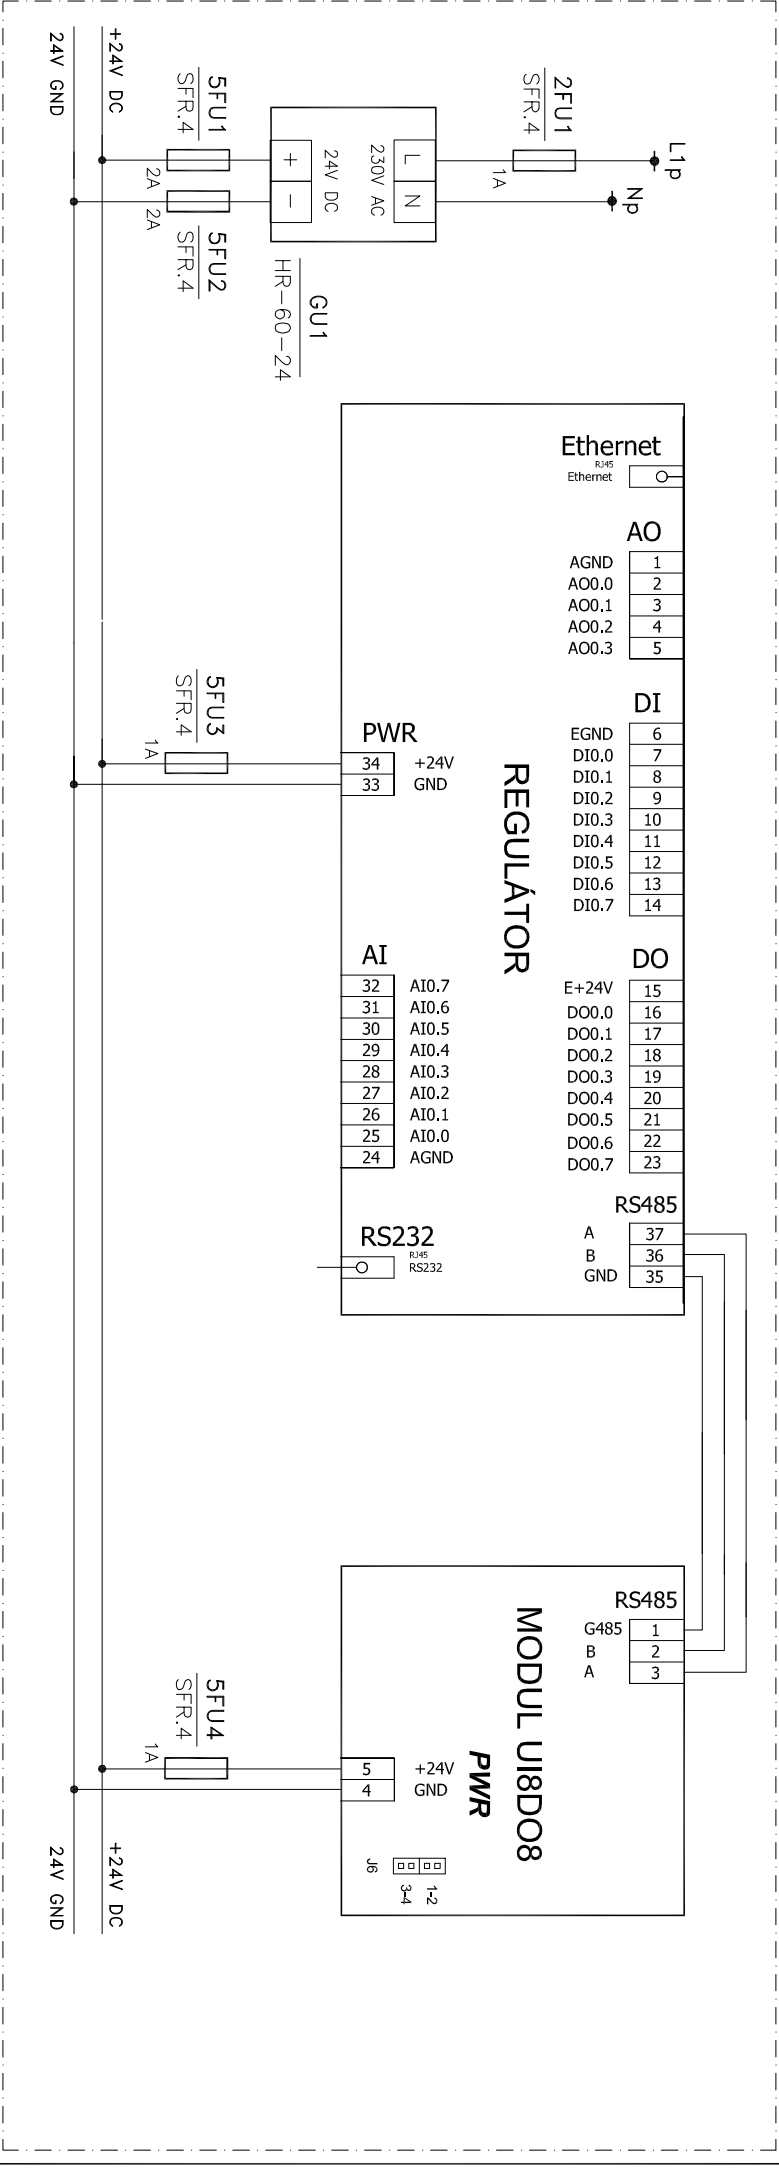 +24V DC
24V GND
5FU1
SFR.4
2A
2A
5FU2
SFR.4
+
-
24V DC
230V AC
L
N
GU1
HR-60-24
2FU1
SFR.4
1A
L1p
Np
Ethernet
RJ45
Ethernet
AO
AGND 1
AO0.0 2
AO0.1 3
AO0.2 4
AO0.3 5
DI
EGND 6
DI0.0 7
DI0.1 8
DI0.2 9
DI0.3 10
DI0.4 11
DI0.5 12
DI0.6 13
DI0.7 14
5FU3
SFR.4
1A
PWR
34 +24V
33 GND
REGULÁTOR
AI
32 AI0.7
31 AI0.6
30 AI0.5
29 AI0.4
28 AI0.3
27 AI0.2
26 AI0.1
25 AI0.0
24 AGND
DO
E+24V 15
DO0.0 16
DO0.1 17
DO0.2 18
DO0.3 19
DO0.4 20
DO0.5 21
DO0.6 22
DO0.7 23
RS232
RJ45
RS232
RS485
A 37
B 36
GND 35
RS485
G485 1
B 2
A 3
MODUL UI8DO8
PWR
5FU4
SFR.4
1A
5 +24V
4 GND
J6
1-2
3-4
+24V DC
24V GND